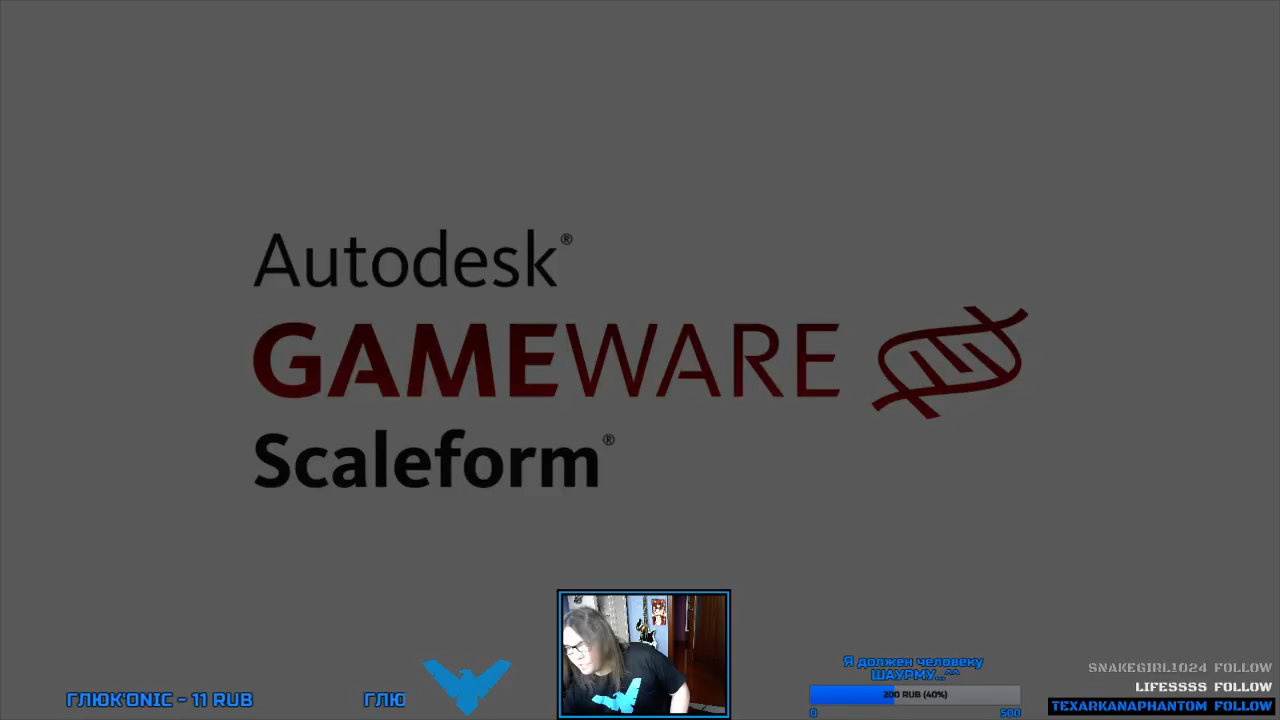 Autodesk®
GAMEWARE
Scaleform®
Я должен человеку
ШАУРМУ...^^
200 RUB (40%)
0 500
ГЛЮК'ONIC - 11 RUB
ГЛЮ
SNAKEGIRL1024 FOLLOW
LIFESSSS FOLLOW
TEXARKANAPHANTOM FOLLOW